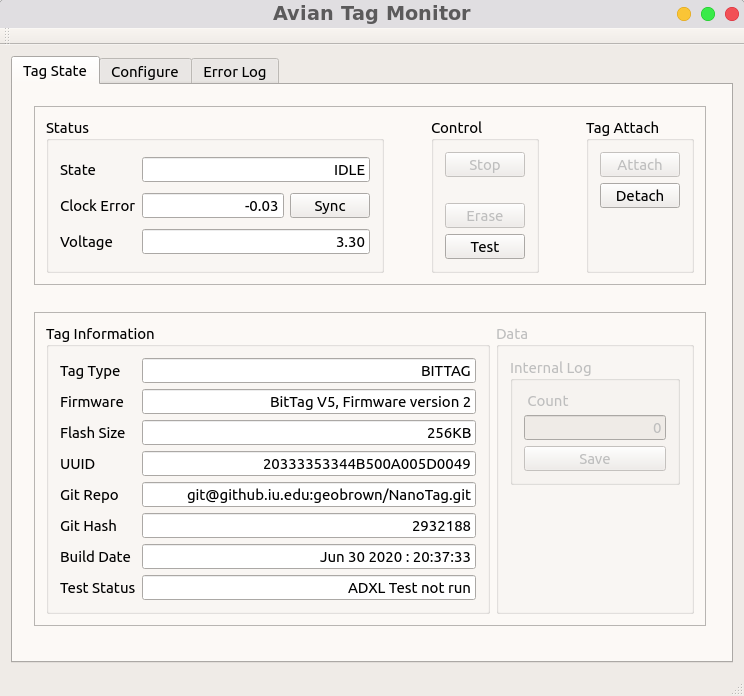 Avian Tag Monitor
Tag State Configure Error Log
Status
State IDLE
Clock Error -0.03 Sync
Voltage 3.30
Control
Stop
Erase
Test
Tag Attach
Attach
Detach
Tag Information
Tag Type BITTAG
Firmware BitTag V5, Firmware version 2
Flash Size 256KB
UUID 20333353344B500A005D0049
Git Repo git@github.iu.edu:geobrown/NanoTag.git
Git Hash 2932188
Build Date Jun 30 2020 : 20:37:33
Test Status ADXL Test not run
Data
Internal Log
Count
0
Save